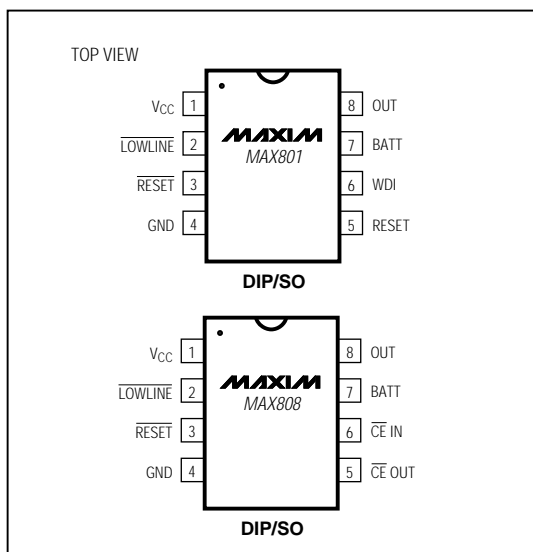 TOP VIEW
VCC 1 8 OUT
LOWLINE 2 MAXIM 7 BATT
MAX801
RESET 3 6 WDI
GND 4 5 RESET
DIP/SO
VCC 1 8 OUT
LOWLINE 2 MAXIM 7 BATT
MAX808
RESET 3 6 CE IN
GND 4 5 CE OUT
DIP/SO